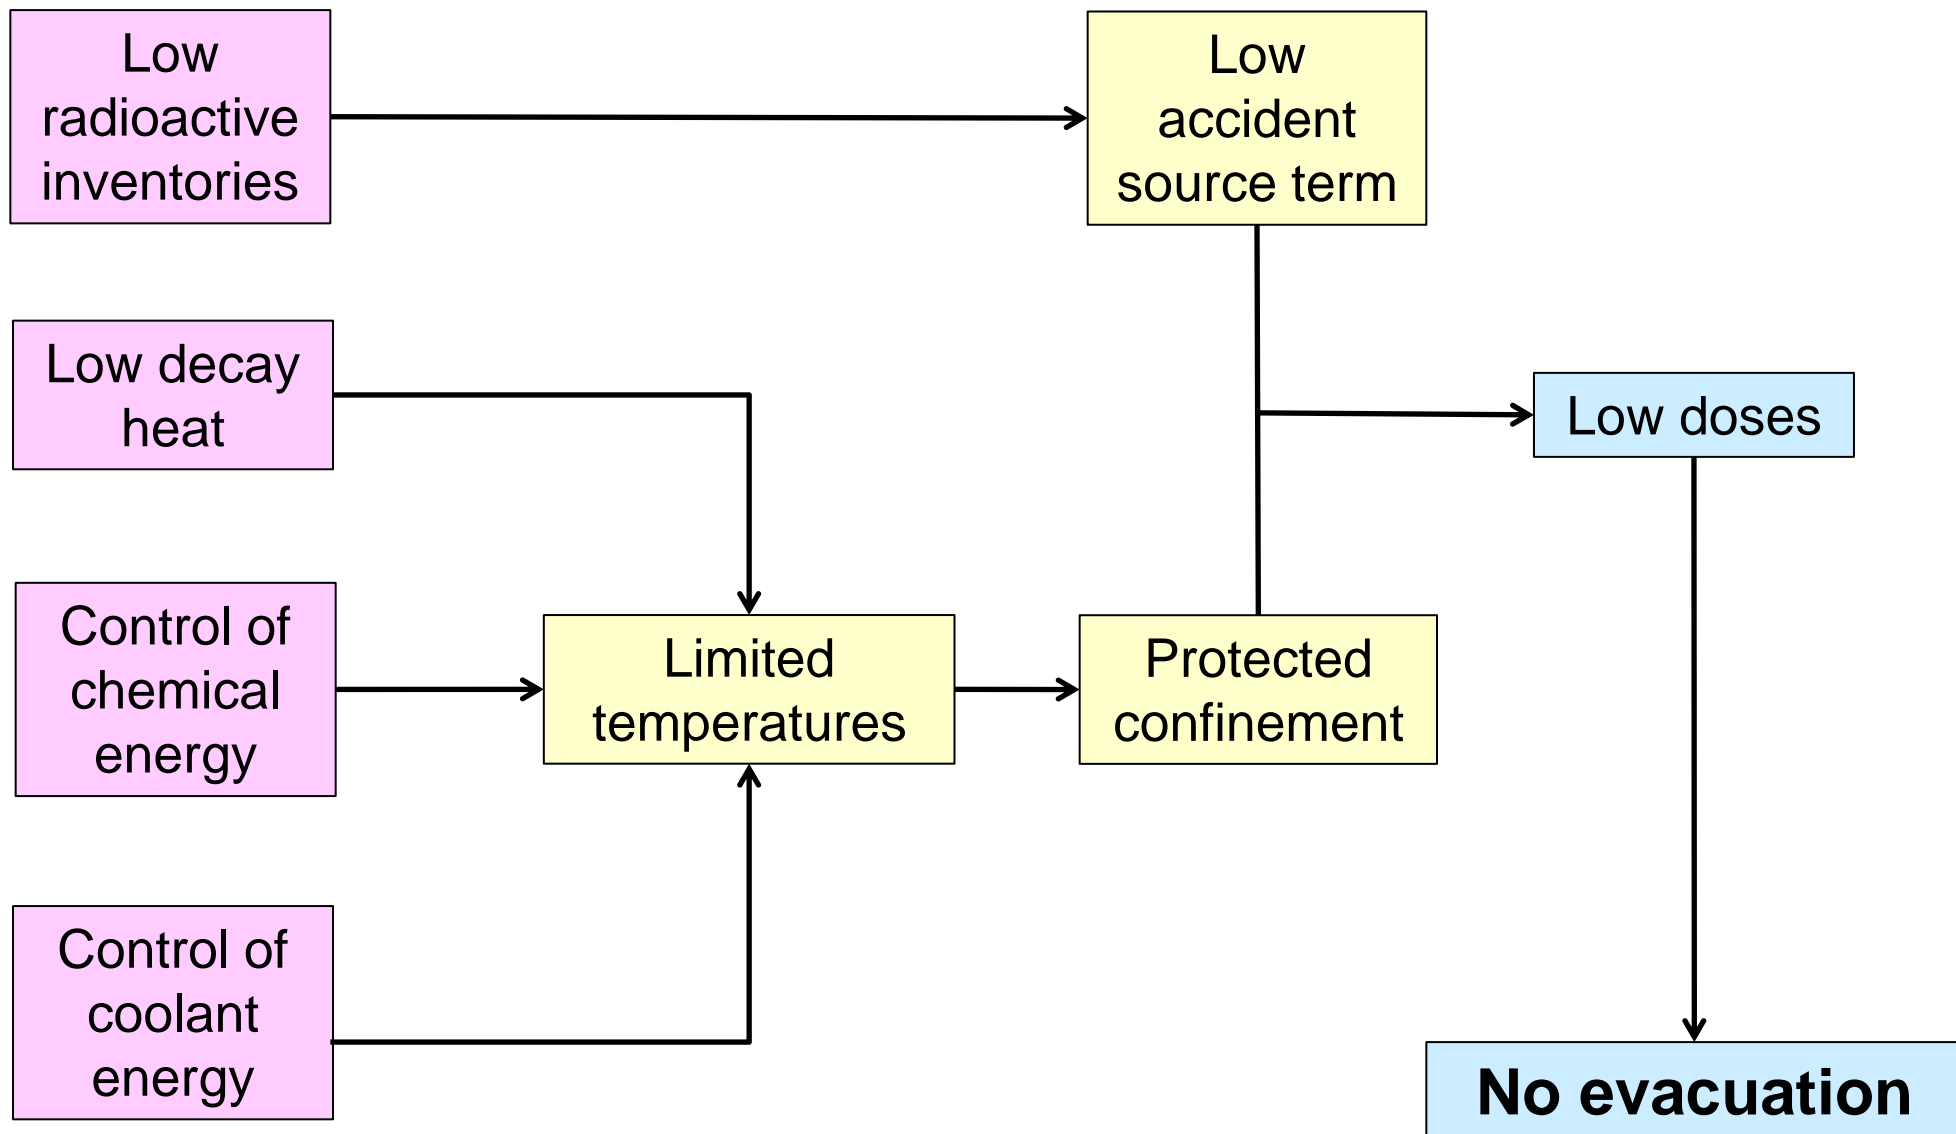 Low
radioactive
inventories
Low
accident
source term
Low decay
heat
Low doses
Control of
chemical
energy
Limited
temperatures
Protected
confinement
Control of
coolant
energy
No evacuation